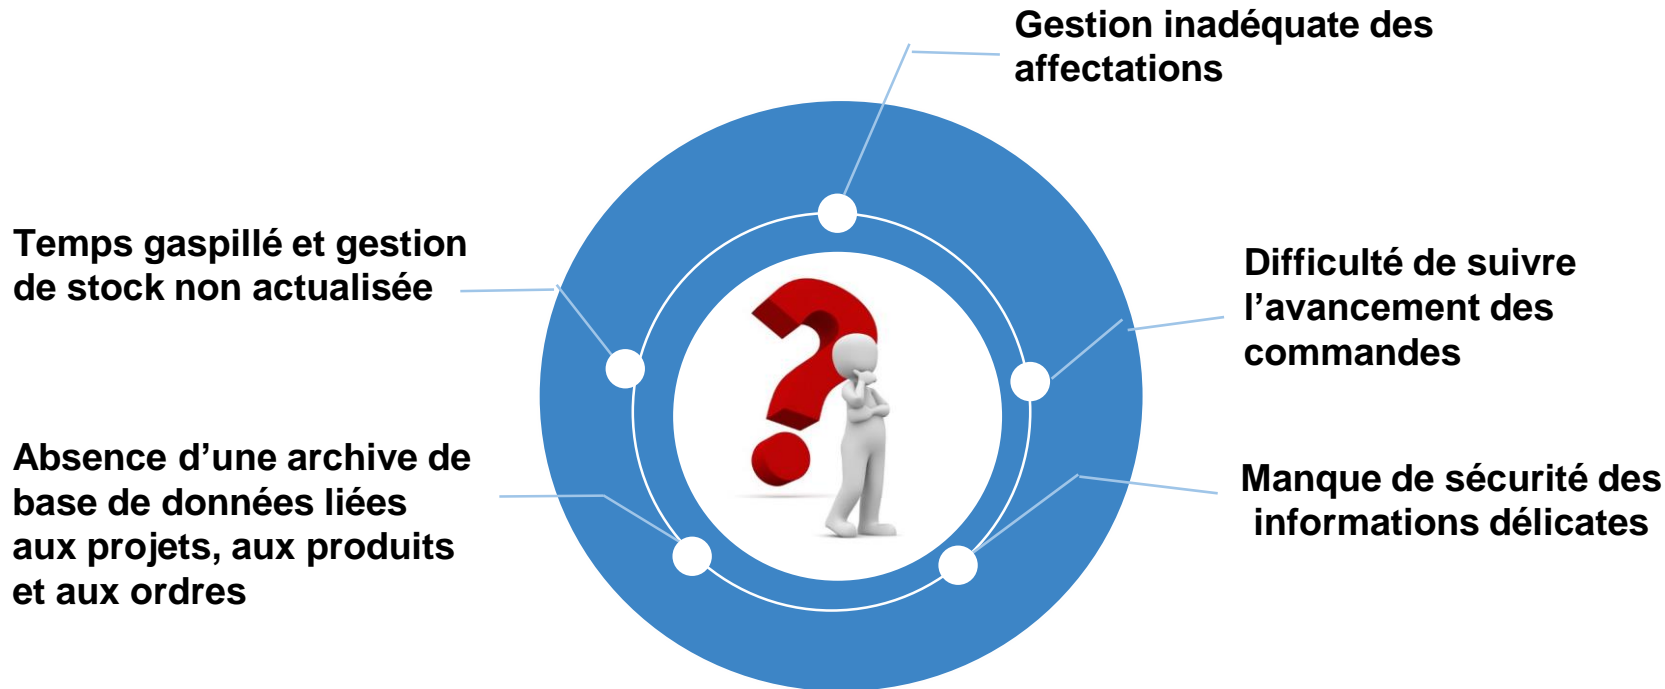 Gestion inadéquate des
affectations
Temps gaspillé et gestion
de stock non actualisée
Difficulté de suivre
l’avancement des
commandes
Absence d’une archive de
base de données liées
aux projets, aux produits
et aux ordres
Manque de sécurité des
informations délicates